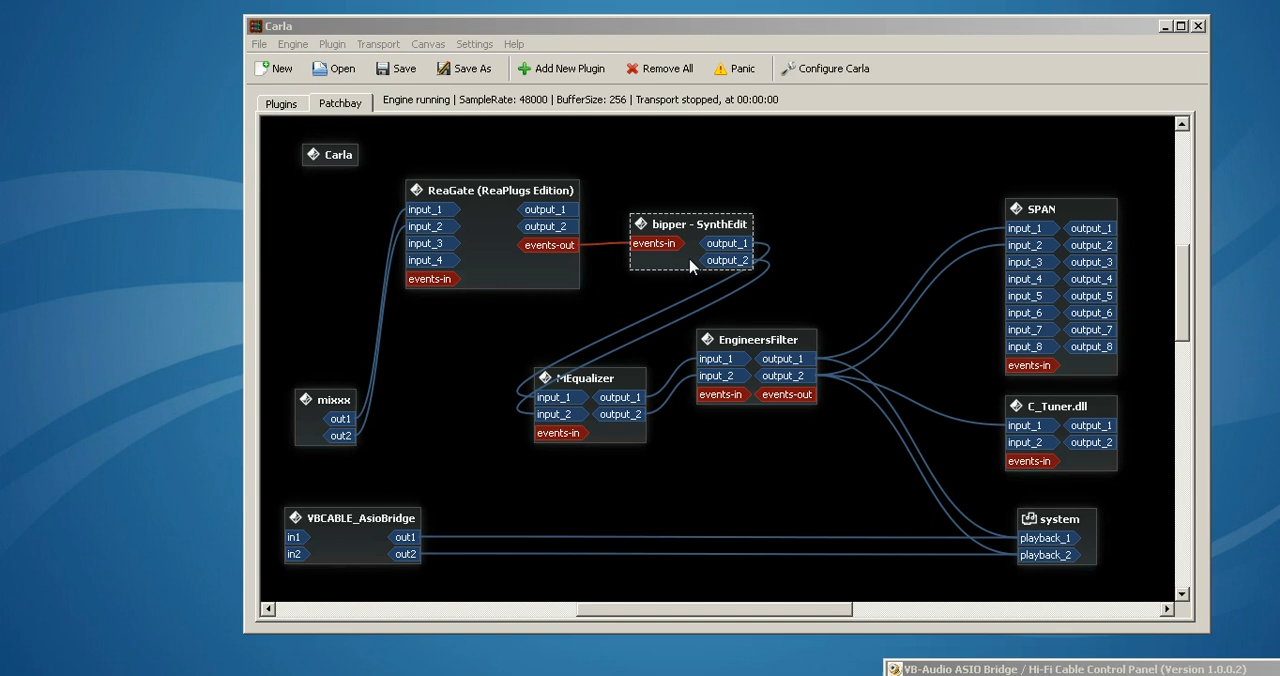 Carla
File Engine Plugin Transport Canvas Settings Help
New Open Save Save As Add New Plugin Remove All Panic Configure Carla
Plugins Patchbay Engine running | SampleRate: 48000 | BufferSize: 256 | Transport stopped, at 00:00:00
Carla
ReaGate (ReaPlugs Edition)
input_1 output_1
input_2 output_2
input_3 events-out
input_4
events-in
bipper - SynthEdit
events-in output_1
output_2
SPAN
input_1 output_1
input_2 output_2
input_3 output_3
input_4 output_4
input_5 output_5
input_6 output_6
input_7 output_7
input_8 output_8
events-in
EngineersFilter
input_1 output_1
input_2 output_2
events-in events-out
MEqualizer
input_1 output_1
input_2 output_2
events-in
mixxx
out1
out2
C_Tuner.dll
input_1 output_1
input_2 output_2
events-in
VBCABLE_AsioBridge
in1 out1
in2 out2
system
playback_1
playback_2
VB-Audio ASIO Bridge / Hi-Fi Cable Control Panel (Version 1.0.0.2)